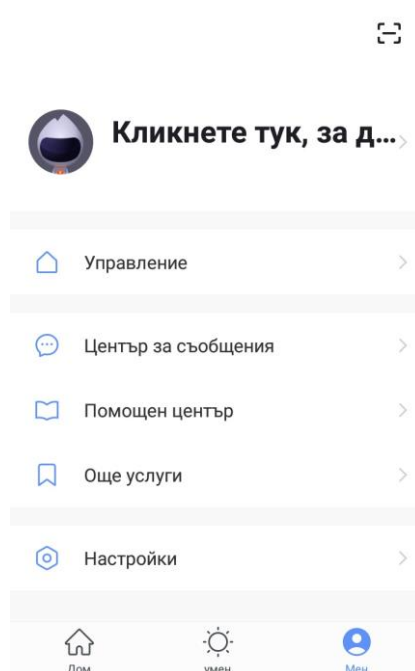 Кликнете тук, за д...
Управление
Център за съобщения
Помощен център
Още услуги
Настройки
Дом
умен
Мен